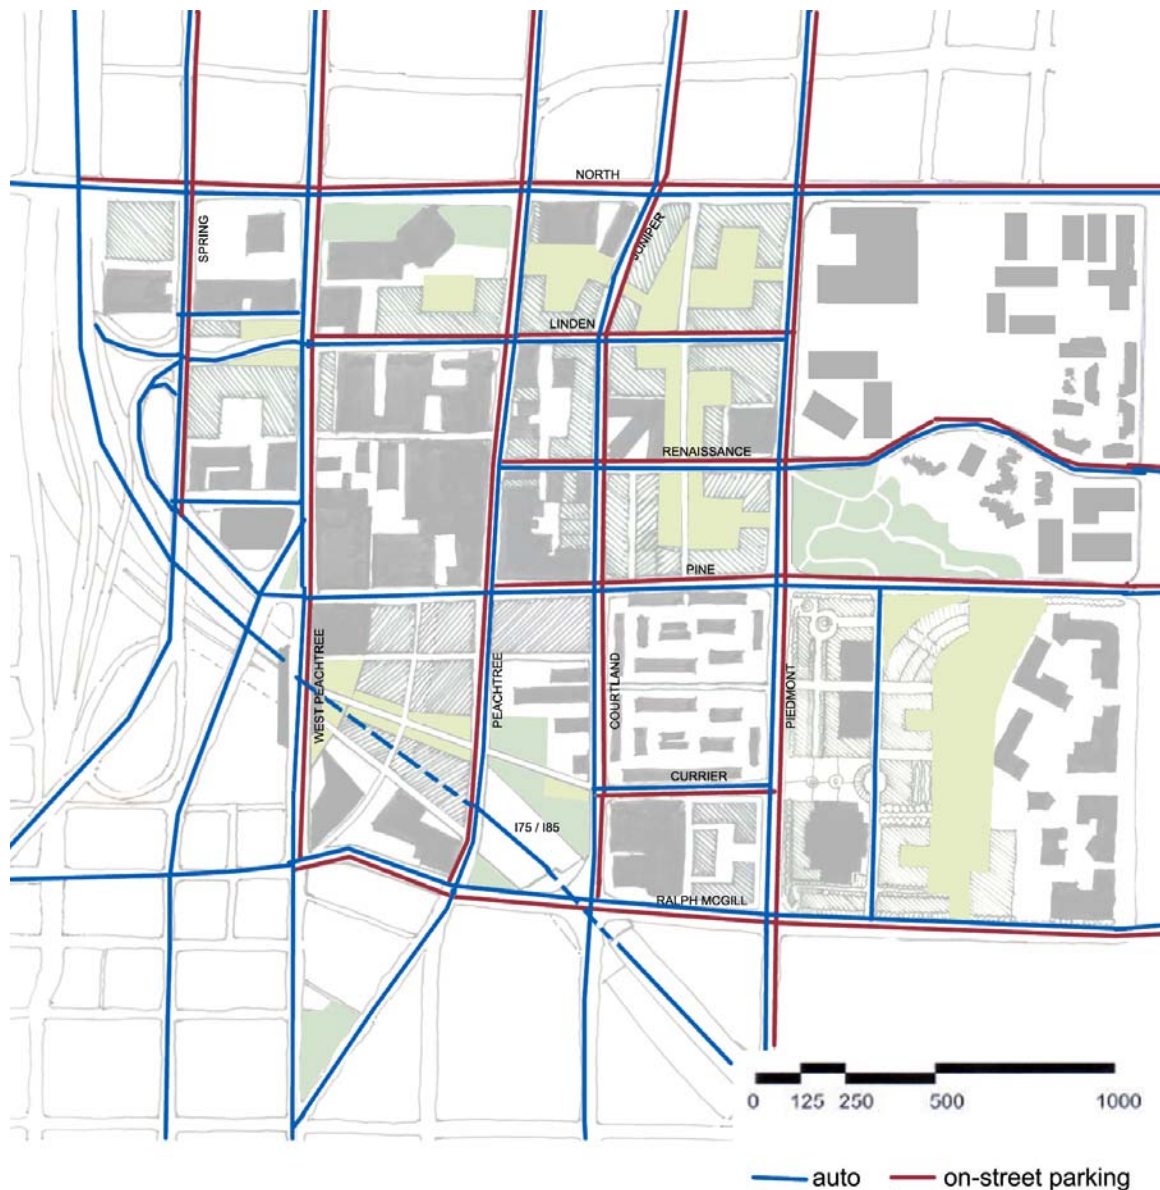 NORTH
SPRING
JUNIPER
LINDEN
RENAISSANCE
PINE
WEST PEACHTREE
PEACHTREE
COURTLAND
PIEDMONT
CURRIER
I75 / I85
RALPH MCGILL
0 125 250 500 1000
auto on-street parking